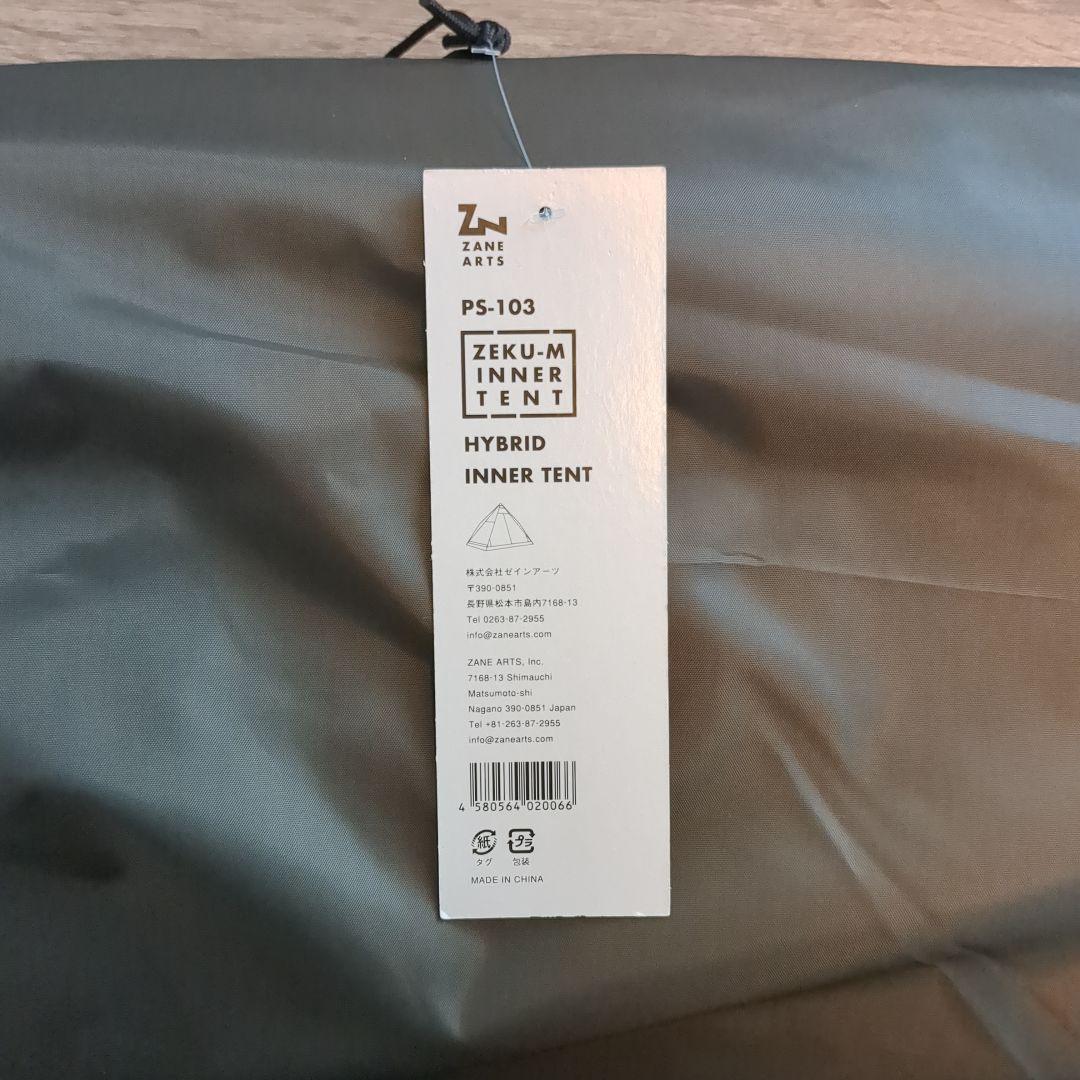 ZN
ZANE
ARTS
PS-103
ZEKU-M
INNER
TENT
HYBRID
INNER TENT
株式会社ゼインアーツ
〒390-0851
長野県松本市島内7168-13
Tel 0263-87-2955
info@zanearts.com
ZANE ARTS, Inc.
7168-13 Shimauchi
Matsumoto-shi
Nagano 390-0851 Japan
Tel +81-263-87-2955
info@zanearts.com
4 580564 020066
紙 プラ
タグ 包装
MADE IN CHINA